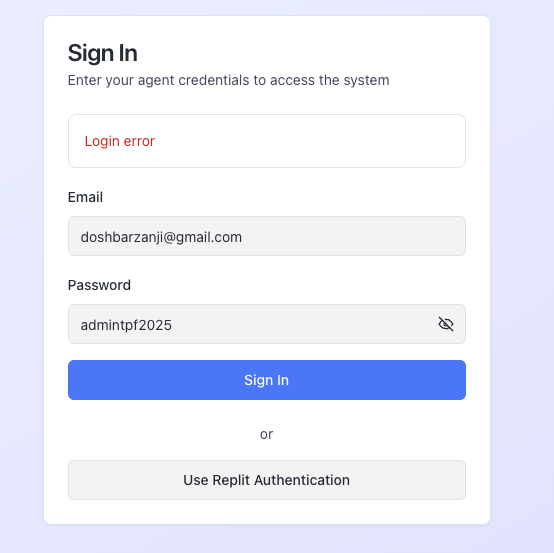 Sign In
Enter your agent credentials to access the system
Login error
Email
doshbarzanji@gmail.com
Password
admintpf2025
Sign In
or
Use Replit Authentication